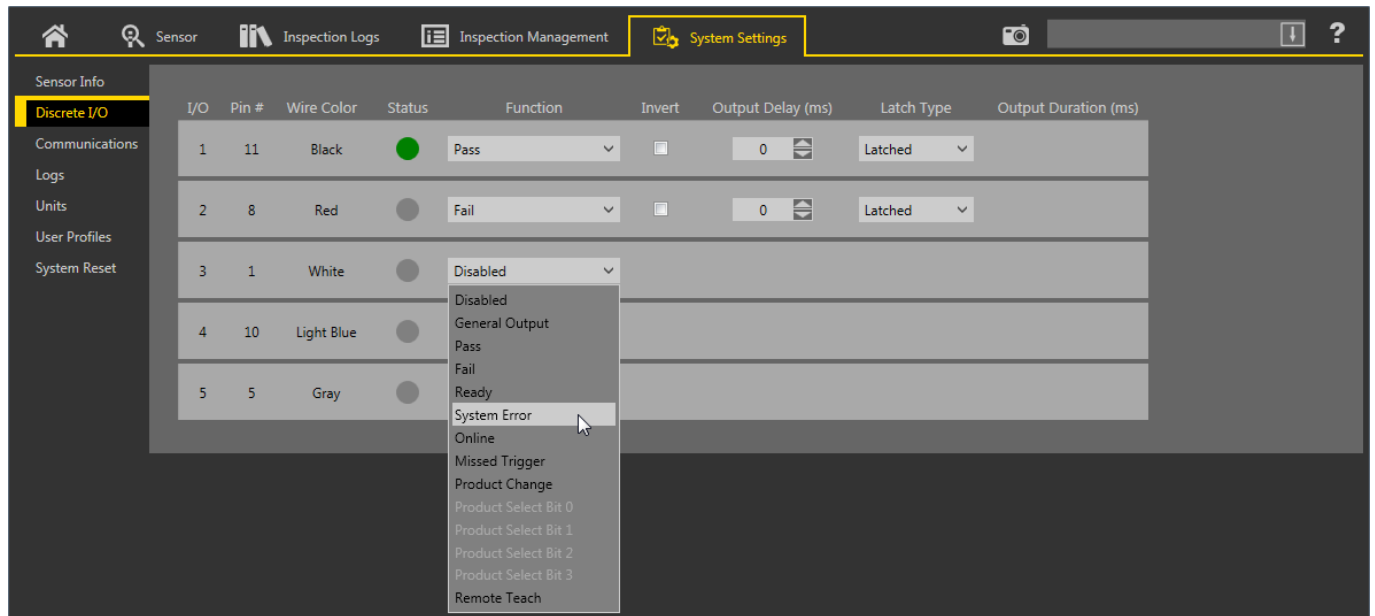 Sensor Inspection Logs Inspection Management System Settings ?
Sensor Info
Discrete I/O
Communications
Logs
Units
User Profiles
System Reset
I/O Pin # Wire Color Status Function Invert Output Delay (ms) Latch Type Output Duration (ms)
1 11 Black Pass 0 Latched
2 8 Red Fail 0 Latched
3 1 White Disabled
4 10 Light Blue
5 5 Gray
Disabled
General Output
Pass
Fail
Ready
System Error
Online
Missed Trigger
Product Change
Product Select Bit 0
Product Select Bit 1
Product Select Bit 2
Product Select Bit 3
Remote Teach